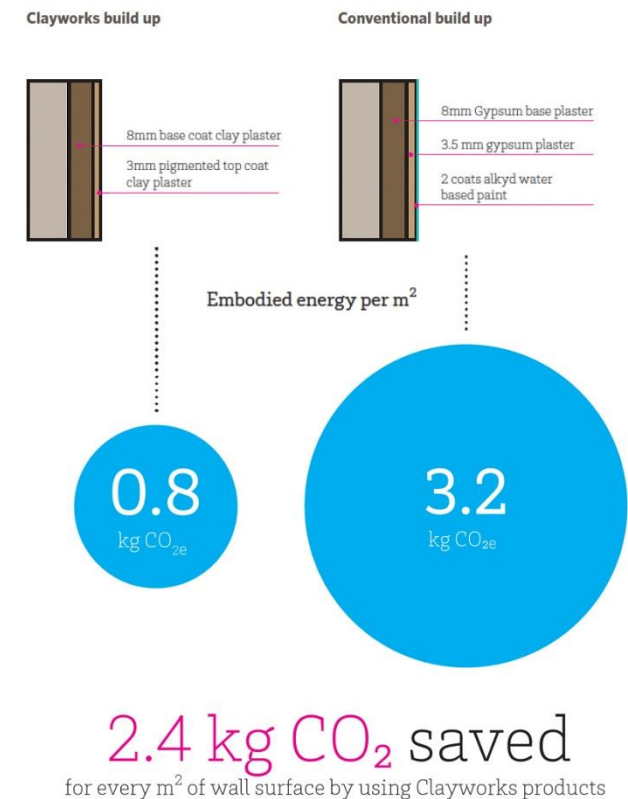 Clayworks build up
Conventional build up
8mm base coat clay plaster
3mm pigmented top coat
clay plaster
8mm Gypsum base plaster
3.5 mm gypsum plaster
2 coats alkyd water
based paint
Embodied energy per m²
0.8
kg CO₂e
3.2
kg CO₂e
2.4 kg CO₂ saved
for every m² of wall surface by using Clayworks products